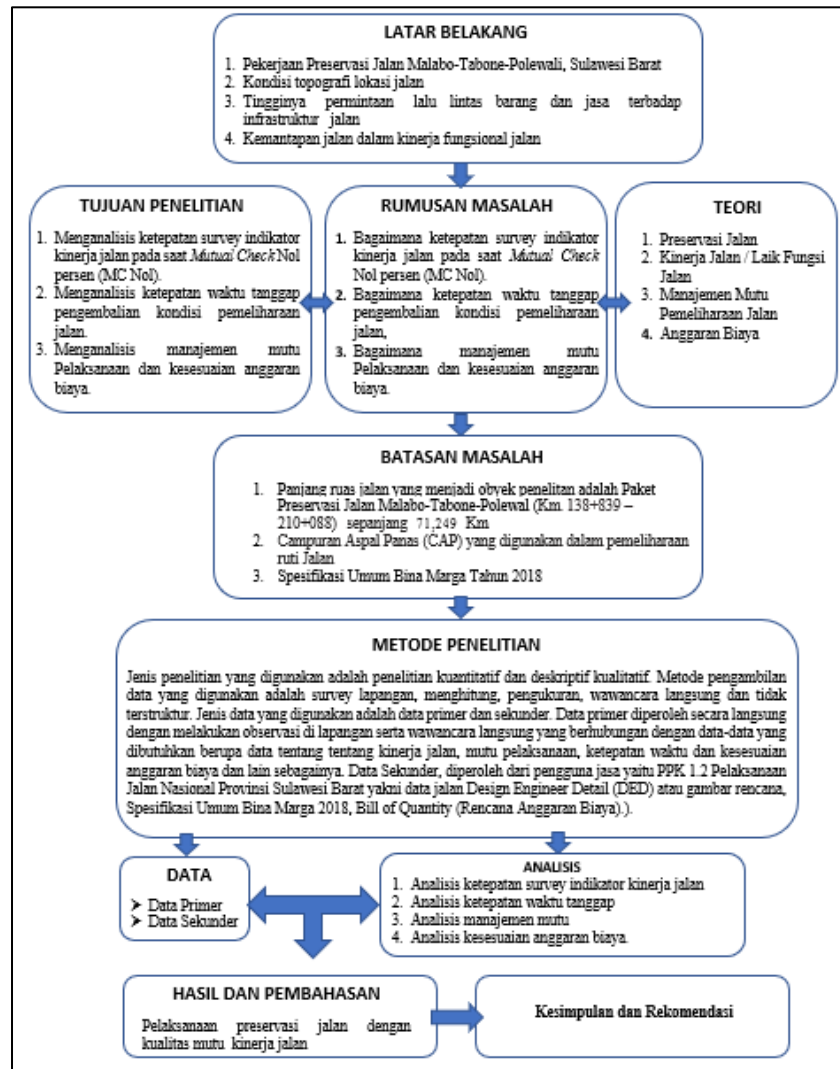 LATAR BELAKANG
1. Pekerjaan Preservasi Jalan Malabo-Tabone-Polewali, Sulawesi Barat
2. Kondisi topografi lokasi jalan
3. Tingginya permintaan lalu lintas barang dan jasa terhadap
infrastruktur jalan
4. Kemantapan jalan dalam kinerja fungsional jalan
TUJUAN PENELITIAN
1. Menganalisis ketepatan survey indikator
kinerja jalan pada saat Mutual Check Nol
persen (MC Nol).
2. Menganalisis ketepatan waktu tanggap
pengembalian kondisi pemeliharaan
jalan.
3. Menganalisis manajemen mutu
Pelaksanaan dan kesesuaian anggaran
biaya.
RUMUSAN MASALAH
1. Bagaimana ketepatan survey indikator
kinerja jalan pada saat Mutual Check
Nol persen (MC Nol).
2. Bagaimana ketepatan waktu tanggap
pengembalian kondisi pemeliharaan
jalan,
3. Bagaimana manajemen mutu
Pelaksanaan dan kesesuaian anggaran
biaya.
TEORI
1. Preservasi Jalan
2. Kinerja Jalan / Laik Fungsi
Jalan
3. Manajemen Mutu
Pemeliharaan Jalan
4. Anggaran Biaya
BATASAN MASALAH
1. Panjang ruas jalan yang menjadi obyek penelitan adalah Paket
Preservasi Jalan Malabo-Tabone-Polewal (Km. 138+839 –
210+088) sepanjang 71,249 Km
2. Campuran Aspal Panas (CAP) yang digunakan dalam pemeliharaan
ruti Jalan
3. Spesifikasi Umum Bina Marga Tahun 2018
METODE PENELITIAN
Jenis penelitian yang digunakan adalah penelitian kuantitatif dan deskriptif kualitatif. Metode pengambilan
data yang digunakan adalah survey lapangan, menghitung, pengukuran, wawancara langsung dan tidak
terstruktur. Jenis data yang digunakan adalah data primer dan sekunder. Data primer diperoleh secara langsung
dengan melakukan observasi di lapangan serta wawancara langsung yang berhubungan dengan data-data yang
dibutuhkan berupa data tentang tentang kinerja jalan, mutu pelaksanaan, ketepatan waktu dan kesesuaian
anggaran biaya dan lain sebagainya. Data Sekunder, diperoleh dari pengguna jasa yaitu PPK 1.2 Pelaksanaan
Jalan Nasional Provinsi Sulawesi Barat yakni data jalan Design Engineer Detail (DED) atau gambar rencana,
Spesifikasi Umum Bina Marga 2018, Bill of Quantity (Rencana Anggaran Biaya).).
DATA
➤ Data Primer
➤ Data Sekunder
ANALISIS
1. Analisis ketepatan survey indikator kinerja jalan
2. Analisis ketepatan waktu tanggap
3. Analisis manajemen mutu
4. Analisis kesesuaian anggaran biaya.
HASIL DAN PEMBAHASAN
Pelaksanaan preservasi jalan dengan
kualitas mutu kinerja jalan
Kesimpulan dan Rekomendasi